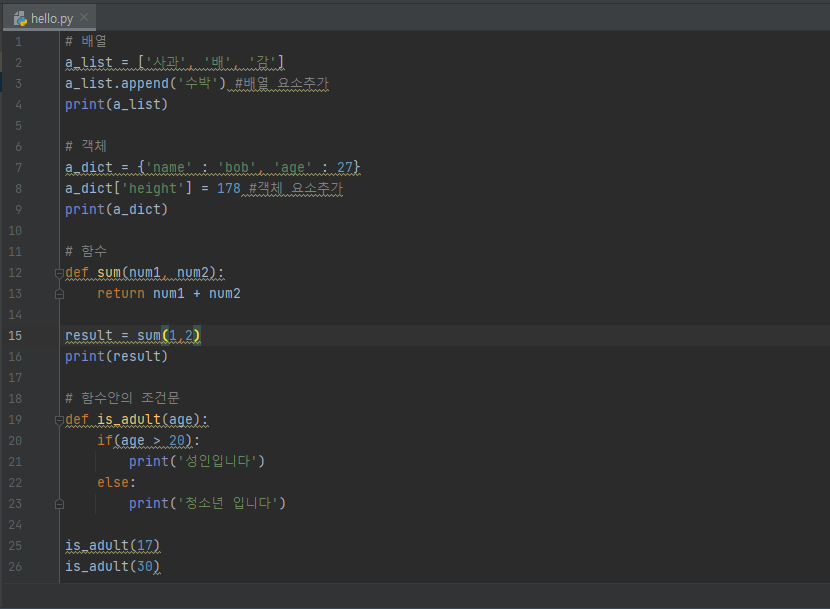 hello.py
1 # 배열
2 a_list = ['사과', '배', '감']
3 a_list.append('수박') #배열 요소추가
4 print(a_list)
5
6 # 객체
7 a_dict = {'name' : 'bob', 'age' : 27}
8 a_dict['height'] = 178 #객체 요소추가
9 print(a_dict)
10
11 # 함수
12 def sum(num1, num2):
13     return num1 + num2
14
15 result = sum(1,2)
16 print(result)
17
18 # 함수안의 조건문
19 def is_adult(age):
20     if(age > 20):
21         print('성인입니다')
22     else:
23         print('청소년 입니다')
24
25 is_adult(17)
26 is_adult(30)